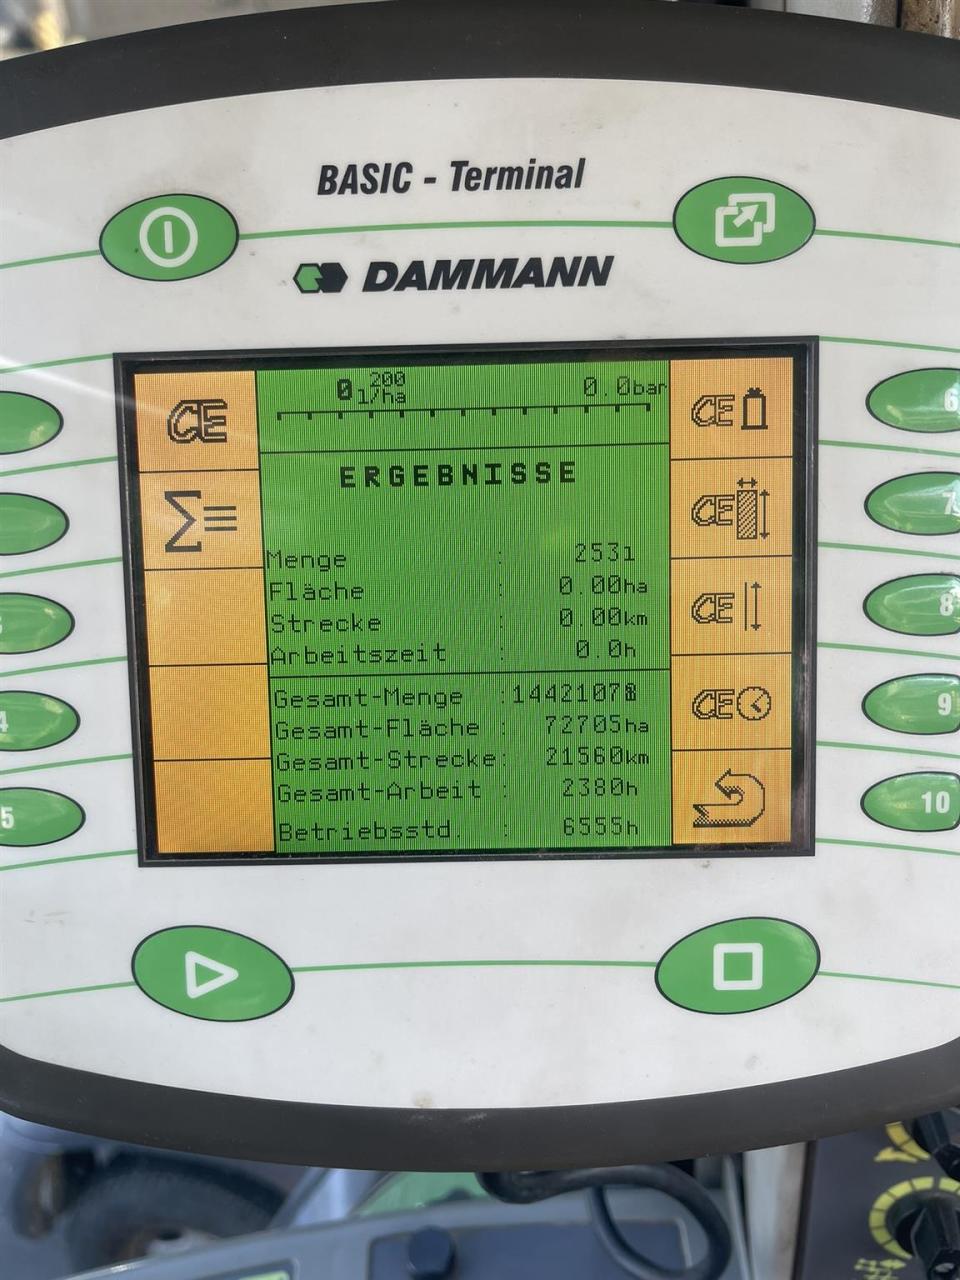 BASIC - Terminal
DAMMANN
200
0 l/ha 0.0bar
CE
CE
ERGEBNISSE
Menge : 253l
CE
Fläche : 0.00ha
Strecke : 0.00km
CE
Arbeitszeit : 0.0h
Gesamt-Menge :
CE
Gesamt-Fläche : 72705ha
Gesamt-Strecke: 21560km
Gesamt-Arbeit : 2380h
Betriebsstd. : 6555h
6
7
8
4
9
5
10